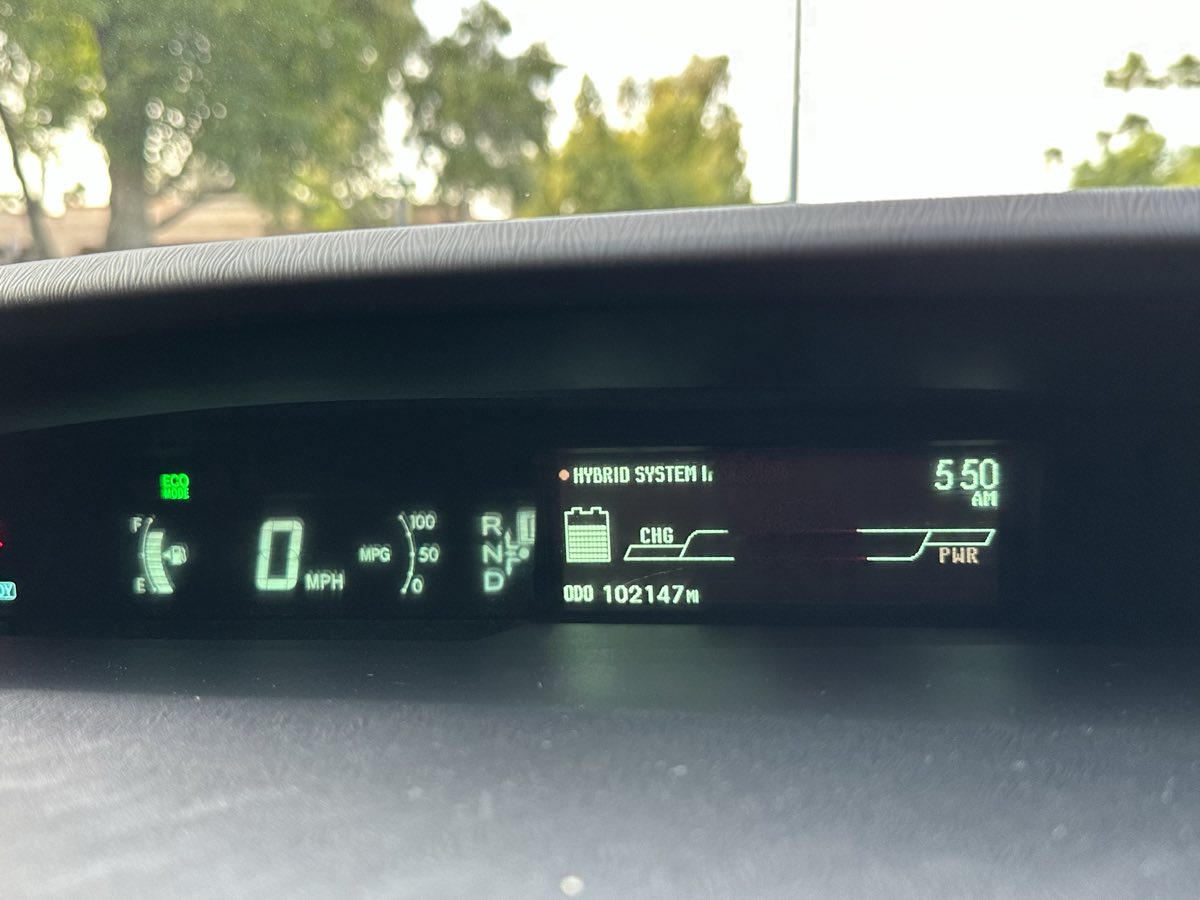 ECO
MODE
F
E
0 MPH
MPG
100
50
0
R
N
D
HYBRID SYSTEM
5:50
AM
CHG
PWR
ODO 102147 MI